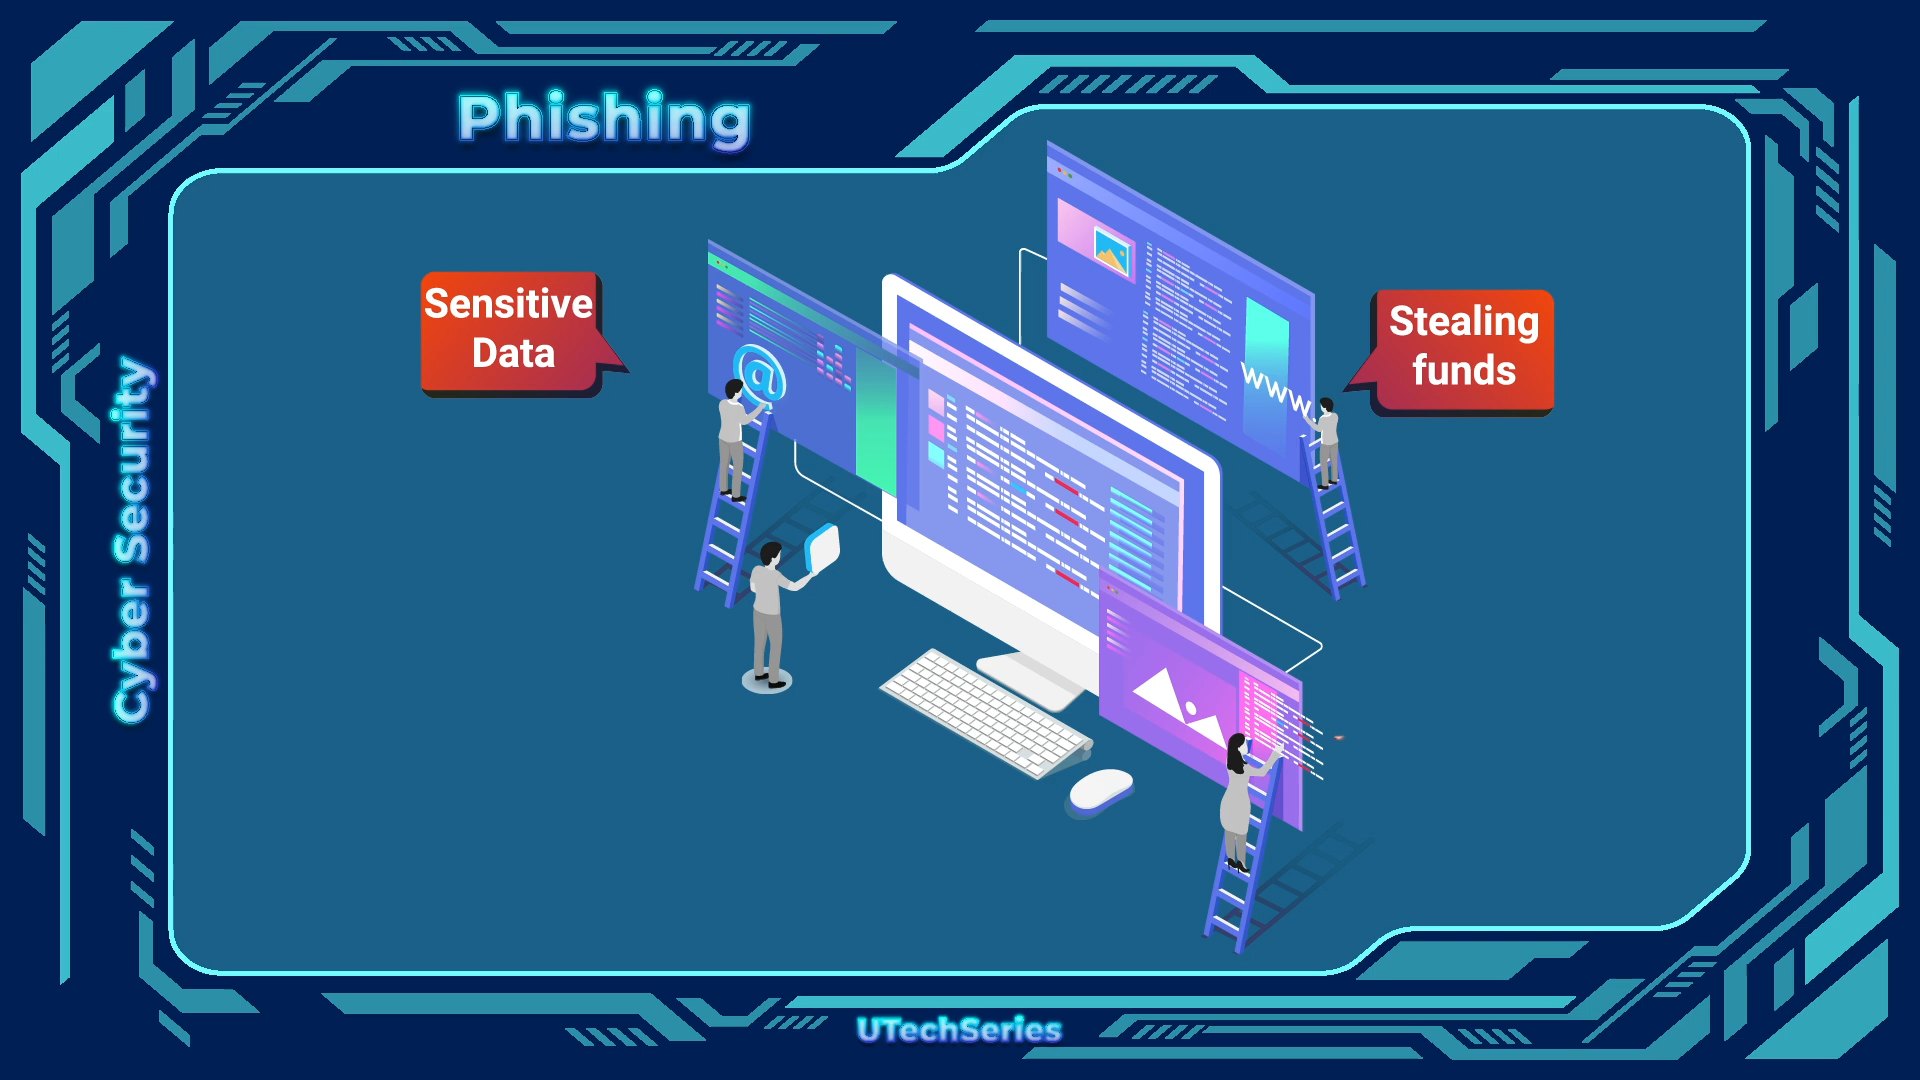 Phishing
Sensitive
Data
Stealing
funds
@
WWW
Cyber Security
UTechSeries